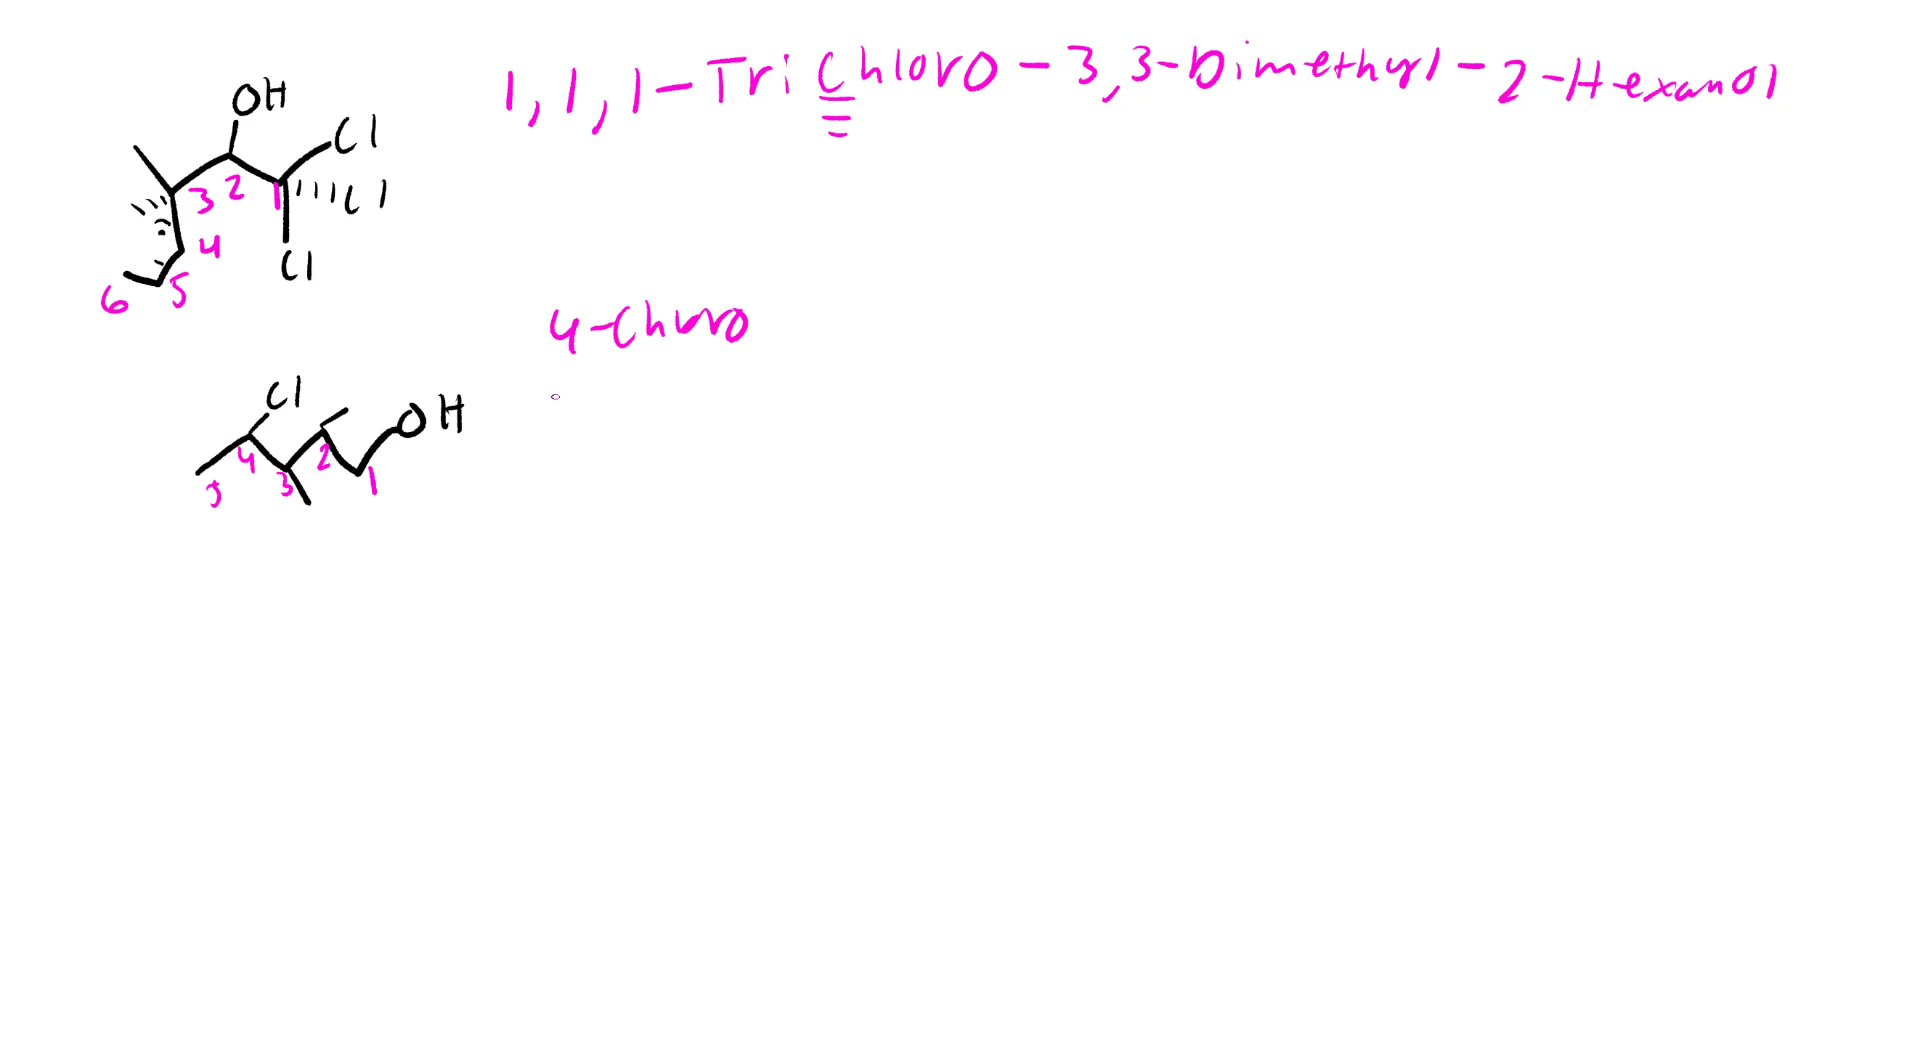 1,1,1-TriChloro-3,3-Dimethyl-2-Hexanol
OH
Cl
3 2 1 Cl
4
Cl
6 5
4-Chloro
Cl
OH
4 2
5 3 1